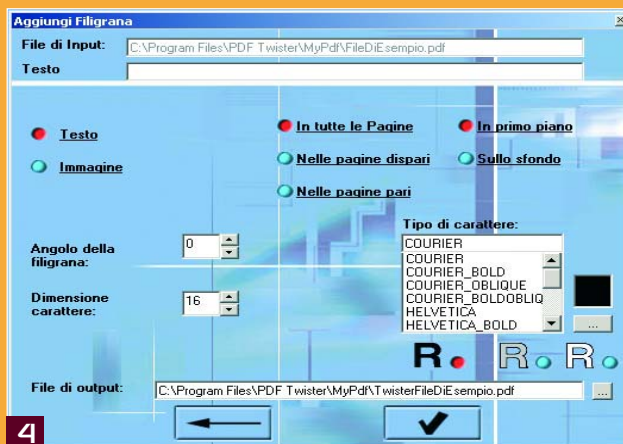 Aggiungi Filigrana
File di Input: C:\Program Files\PDF Twister\MyPdf\FileDiEsempio.pdf
Testo
Testo
Immagine
In tutte le Pagine
Nelle pagine dispari
Nelle pagine pari
In primo piano
Sullo sfondo
Angolo della
filigrana:
0
Dimensione
carattere:
16
Tipo di carattere:
COURIER
COURIER
COURIER_BOLD
COURIER_OBLIQUE
COURIER_BOLDOBLIQ
HELVETICA
HELVETICA_BOLD
...
R R R
File di output: C:\Program Files\PDF Twister\MyPdf\TwisterFileDiEsempio.pdf ...
4